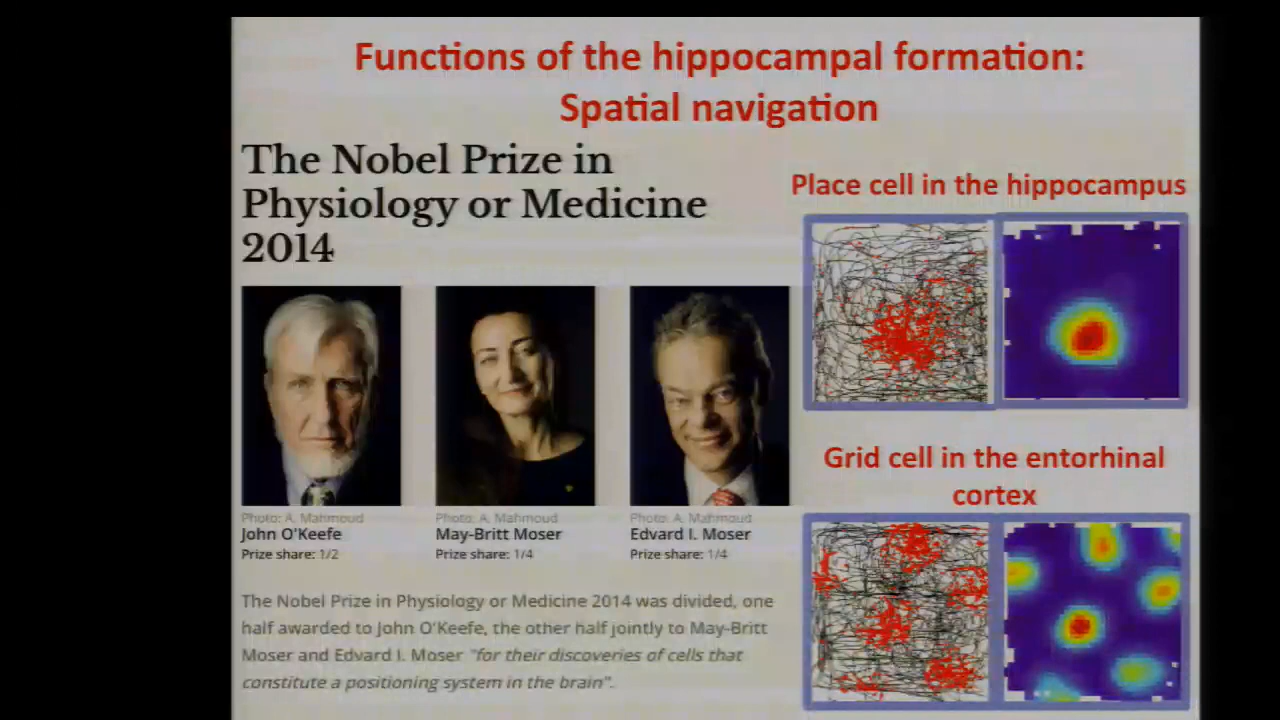 Functions of the hippocampal formation:
Spatial navigation
The Nobel Prize in
Physiology or Medicine
2014
Photo: A. Mahmoud
John O'Keefe
Prize share: 1/2
Photo: A. Mahmoud
May-Britt Moser
Prize share: 1/4
Photo: A. Mahmoud
Edvard I. Moser
Prize share: 1/4
The Nobel Prize in Physiology or Medicine 2014 was divided, one
half awarded to John O'Keefe, the other half jointly to May-Britt
Moser and Edvard I. Moser "for their discoveries of cells that
constitute a positioning system in the brain".
Place cell in the hippocampus
Grid cell in the entorhinal
cortex